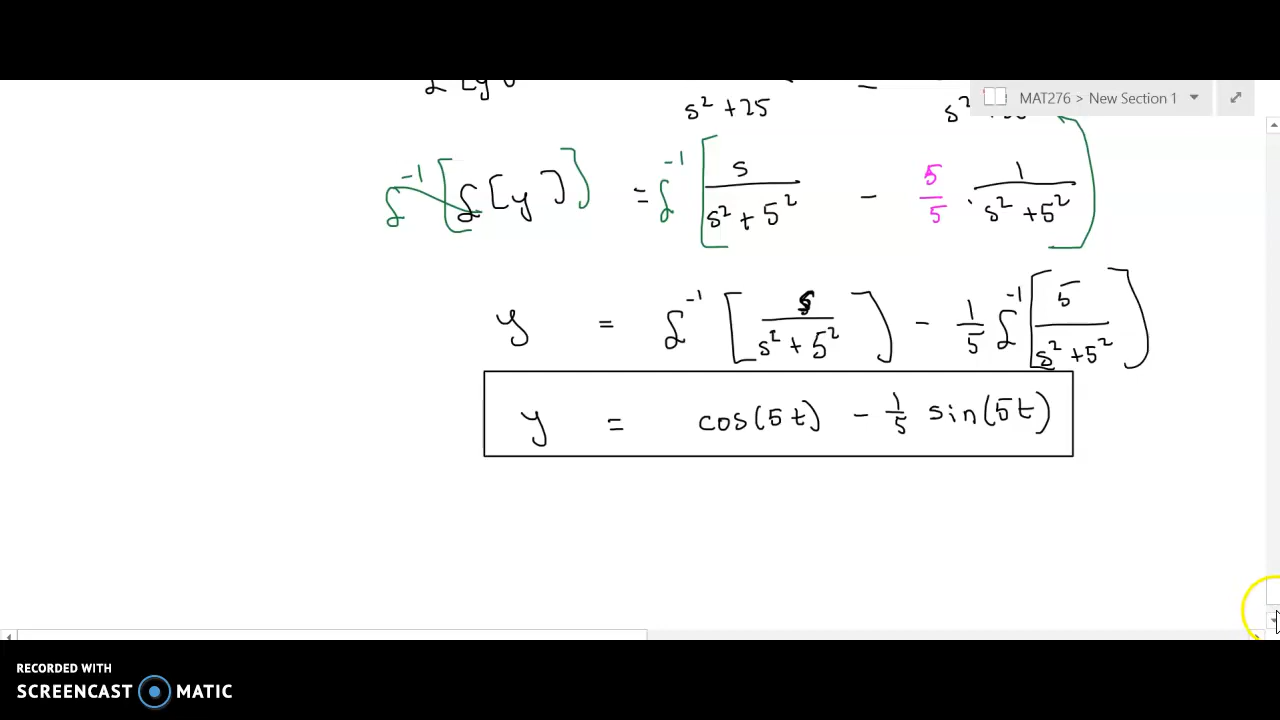 MAT276 > New Section 1
s² + 25
ℒ⁻¹[ℒ[y]] = ℒ⁻¹[s/(s² + 5²) − 5/5 · 1/(s² + 5²)]
y = ℒ⁻¹[s/(s² + 5²)] − 1/5 ℒ⁻¹[5/(s² + 5²)]
y = cos(5t) − 1/5 sin(5t)
RECORDED WITH
SCREENCAST MATIC